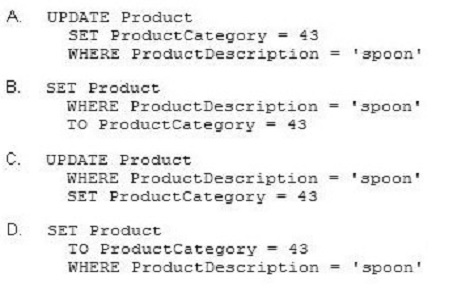 A. UPDATE Product
SET ProductCategory = 43
WHERE ProductDescription = 'spoon'
B. SET Product
WHERE ProductDescription = 'spoon'
TO ProductCategory = 43
C. UPDATE Product
WHERE ProductDescription = 'spoon'
SET ProductCategory = 43
D. SET Product
TO ProductCategory = 43
WHERE ProductDescription = 'spoon'